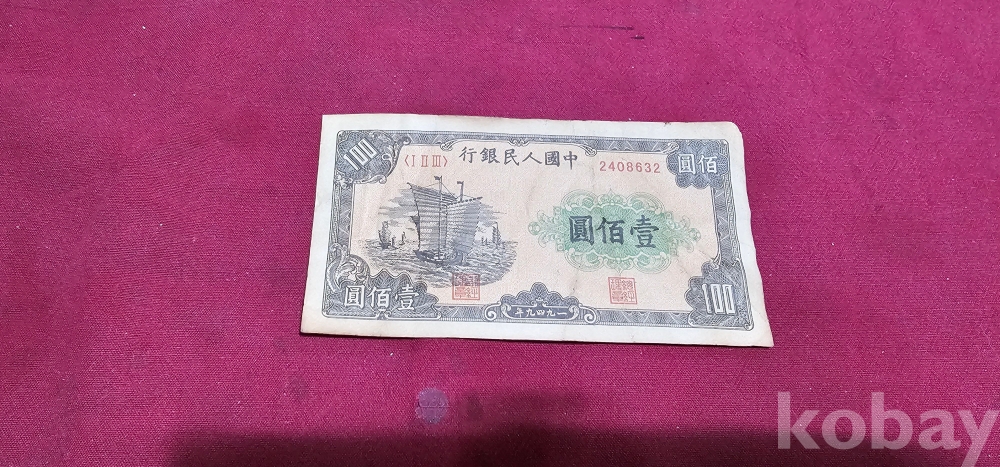 100
〈I II III〉
行銀民人國中
2408632
圓佰
圓佰壹
圓佰壹
年九四九一
100
kobay